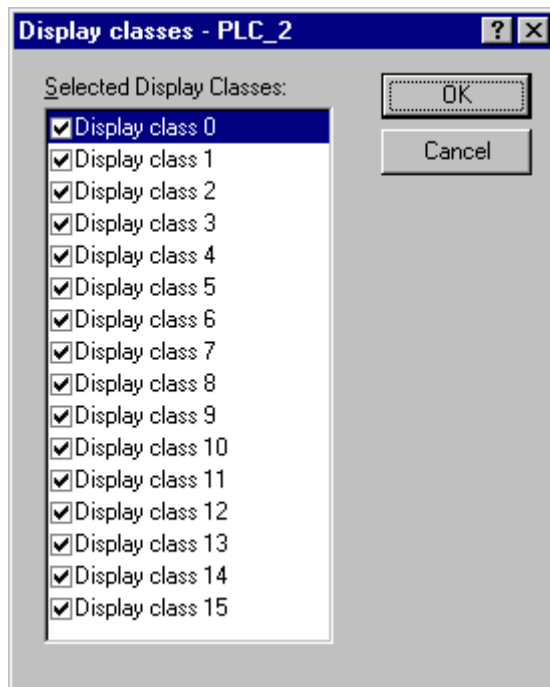 Display classes - PLC_2
Selected Display Classes:
OK
Display class 0
Display class 1
Cancel
Display class 2
Display class 3
Display class 4
Display class 5
Display class 6
Display class 7
Display class 8
Display class 9
Display class 10
Display class 11
Display class 12
Display class 13
Display class 14
Display class 15